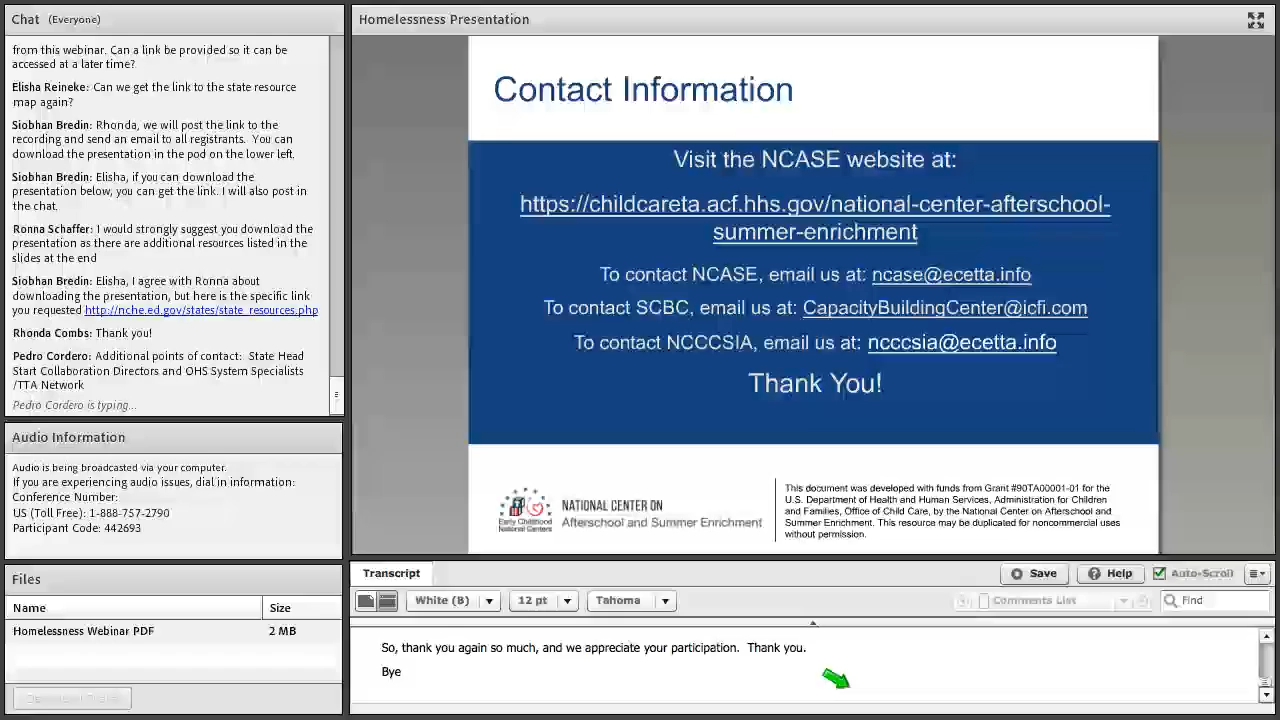 Chat (Everyone)
from this webinar. Can a link be provided so it can be
accessed at a later time?
Elisha Reineke: Can we get the link to the state resource
map again?
Siobhan Bredin: Rhonda, we will post the link to the
recording and send an email to all registrants. You can
download the presentation in the pod on the lower left.
Siobhan Bredin: Elisha, if you can download the
presentation below, you can get the link. I will also post in
the chat.
Ronna Schaffer: I would strongly suggest you download the
presentation as there are additional resources listed in the
slides at the end
Siobhan Bredin: Elisha, I agree with Ronna about
downloading the presentation, but here is the specific link
you requested http://nche.ed.gov/states/state_resources.php
Rhonda Combs: Thank you!
Pedro Cordero: Additional points of contact: State Head
Start Collaboration Directors and OHS System Specialists
/TTA Network
Pedro Cordero is typing...
Audio Information
Audio is being broadcasted via your computer.
If you are experiencing audio issues, dial in information:
Conference Number:
US (Toll Free): 1-888-757-2790
Participant Code: 442693
Files
Name Size
Homelessness Webinar PDF 2 MB
Homelessness Presentation
Contact Information
Visit the NCASE website at:
https://childcareta.acf.hhs.gov/national-center-afterschool-
summer-enrichment
To contact NCASE, email us at: ncase@ecetta.info
To contact SCBC, email us at: CapacityBuildingCenter@icfi.com
To contact NCCCSIA, email us at: ncccsia@ecetta.info
Thank You!
Early Childhood
National Centers
NATIONAL CENTER ON
Afterschool and Summer Enrichment
This document was developed with funds from Grant #90TA00001-01 for the
U.S. Department of Health and Human Services, Administration for Children
and Families, Office of Child Care, by the National Center on Afterschool and
Summer Enrichment. This resource may be duplicated for noncommercial uses
without permission.
Transcript
Save Help Auto-Scroll
White (B) 12 pt Tahoma Comments List Find
So, thank you again so much, and we appreciate your participation. Thank you.
Bye